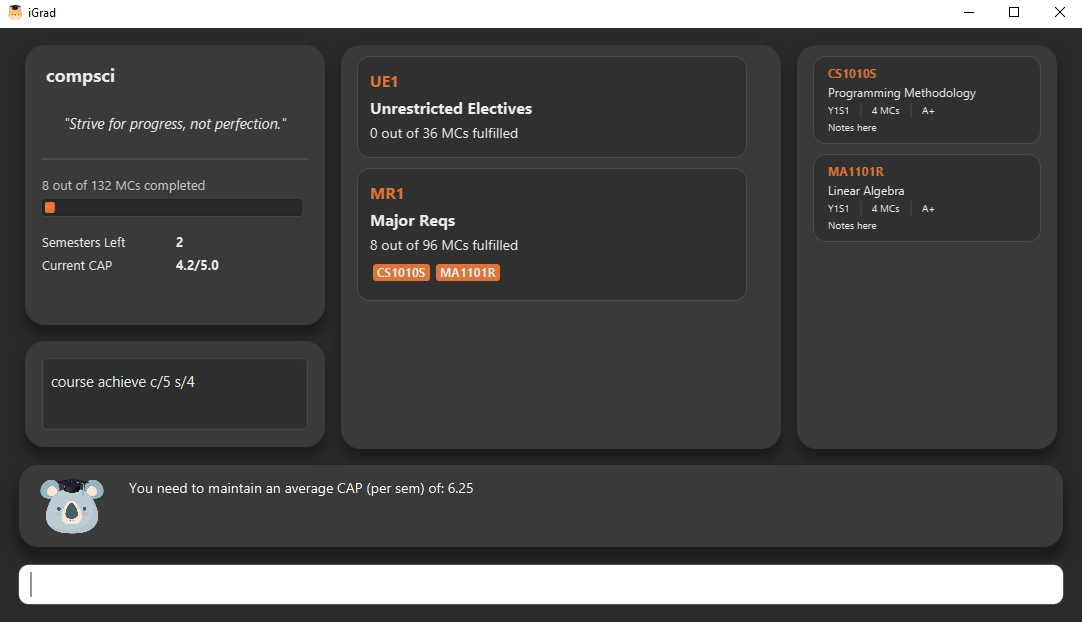 iGrad
compsci
"Strive for progress, not perfection."
8 out of 132 MCs completed
Semesters Left 2
Current CAP 4.2/5.0
course achieve c/5 s/4
UE1
Unrestricted Electives
0 out of 36 MCs fulfilled
MR1
Major Reqs
8 out of 96 MCs fulfilled
CS1010S MA1101R
CS1010S
Programming Methodology
Y1S1 4 MCs A+
Notes here
MA1101R
Linear Algebra
Y1S1 4 MCs A+
Notes here
You need to maintain an average CAP (per sem) of: 6.25